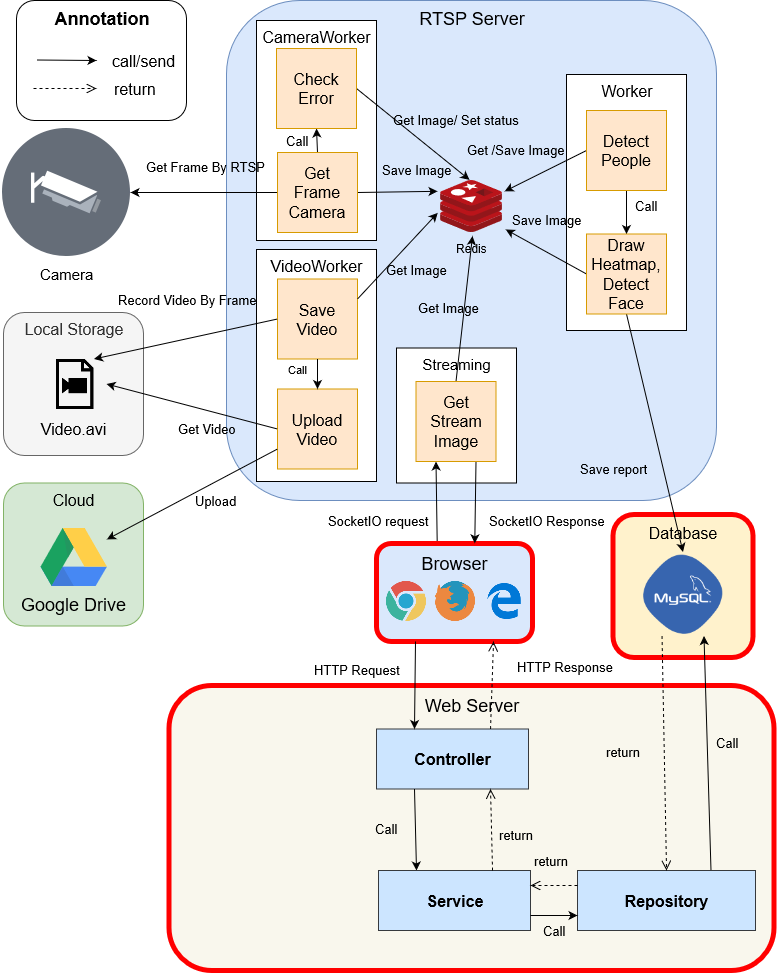 Annotation
call/send
return
RTSP Server
CameraWorker
Check
Error
Call
Get
Frame
Camera
Get Frame By RTSP
Camera
Get Image/ Set status
Save Image
Redis
Worker
Detect
People
Get /Save Image
Call
Save Image
Draw
Heatmap,
Detect
Face
VideoWorker
Save
Video
Get Image
Call
Upload
Video
Record Video By Frame
Local Storage
Video.avi
Get Video
Upload
Cloud
Google Drive
Get Image
Streaming
Get
Stream
Image
SocketIO request
SocketIO Response
Save report
Browser
Database
MySQL
HTTP Request
HTTP Response
Web Server
Controller
Call
return
return
Call
Service
return
Call
Repository